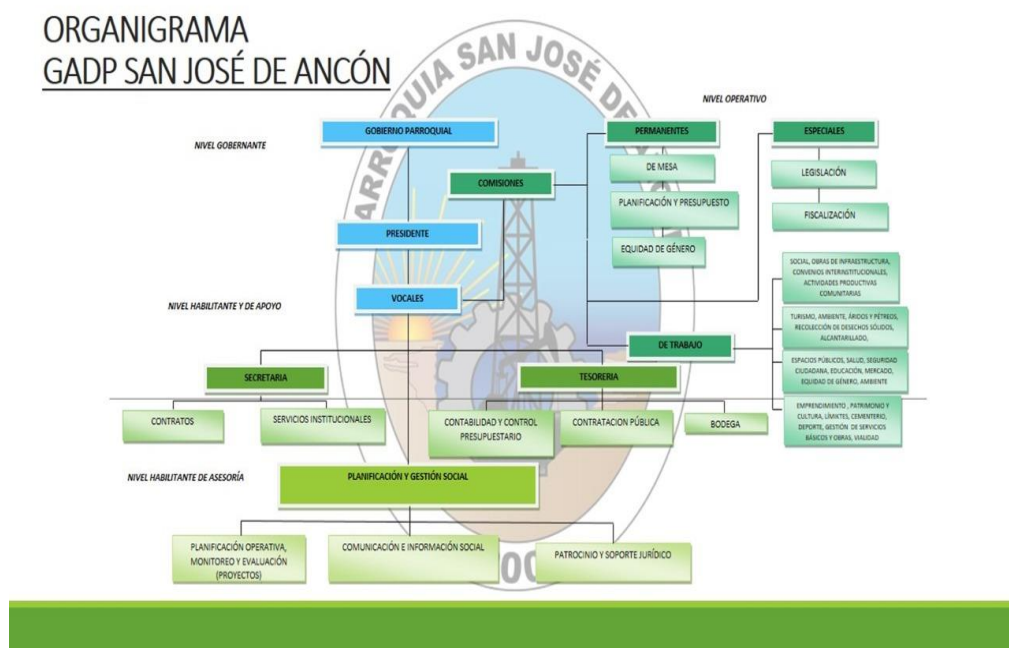 ORGANIGRAMA
GADP SAN JOSÉ DE ANCÓN
PARROQUIA SAN JOSÉ DE
NIVEL OPERATIVO
NIVEL GOBERNANTE
GOBIERNO PARROQUIAL
PERMANENTES
ESPECIALES
DE MESA
LEGISLACIÓN
COMISIONES
PLANIFICACIÓN Y PRESUPUESTO
FISCALIZACIÓN
PRESIDENTE
EQUIDAD DE GÉNERO
SOCIAL, OBRAS DE INFRAESTRUCTURA,
CONVENIOS INTERINSTITUCIONALES,
ACTIVIDADES PRODUCTIVAS
COMUNITARIAS
NIVEL HABILITANTE Y DE APOYO
VOCALES
TURISMO, AMBIENTE, ÁRIDOS Y PÉTREOS,
RECOLECCIÓN DE DESECHOS SÓLIDOS,
ALCANTARILLADO,
DE TRABAJO
ESPACIOS PÚBLICOS, SALUD, SEGURIDAD
CIUDADANA, EDUCACIÓN, MERCADO,
EQUIDAD DE GÉNERO, AMBIENTE
SECRETARIA
TESORERIA
EMPRENDIMIENTO , PATRIMONIO Y
CULTURA, LÍMITES, CEMENTERIO,
DEPORTE, GESTIÓN DE SERVICIOS
BÁSICOS Y OBRAS, VIALIDAD
CONTRATOS
SERVICIOS INSTITUCIONALES
CONTABILIDAD Y CONTROL
PRESUPUESTARIO
CONTRATACION PÚBLICA
BODEGA
NIVEL HABILITANTE DE ASESORÍA
PLANIFICACIÓN Y GESTIÓN SOCIAL
PLANIFICACIÓN OPERATIVA,
MONITOREO Y EVALUACIÓN
(PROYECTOS)
COMUNICACIÓN E INFORMACIÓN SOCIAL
PATROCINIO Y SOPORTE JURÍDICO